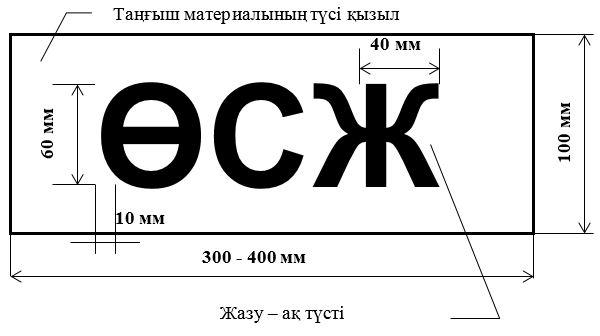 Таңғыш материалының түсі қызыл
40 мм
60 мм
ӨСЖ
100 мм
10 мм
300 - 400 мм
Жазу – ақ түсті